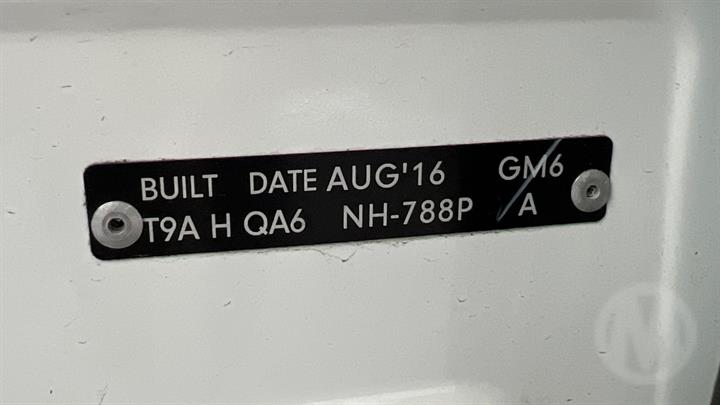 BUILT DATE AUG'16 GM6
T9A H QA6 NH-788P A
M